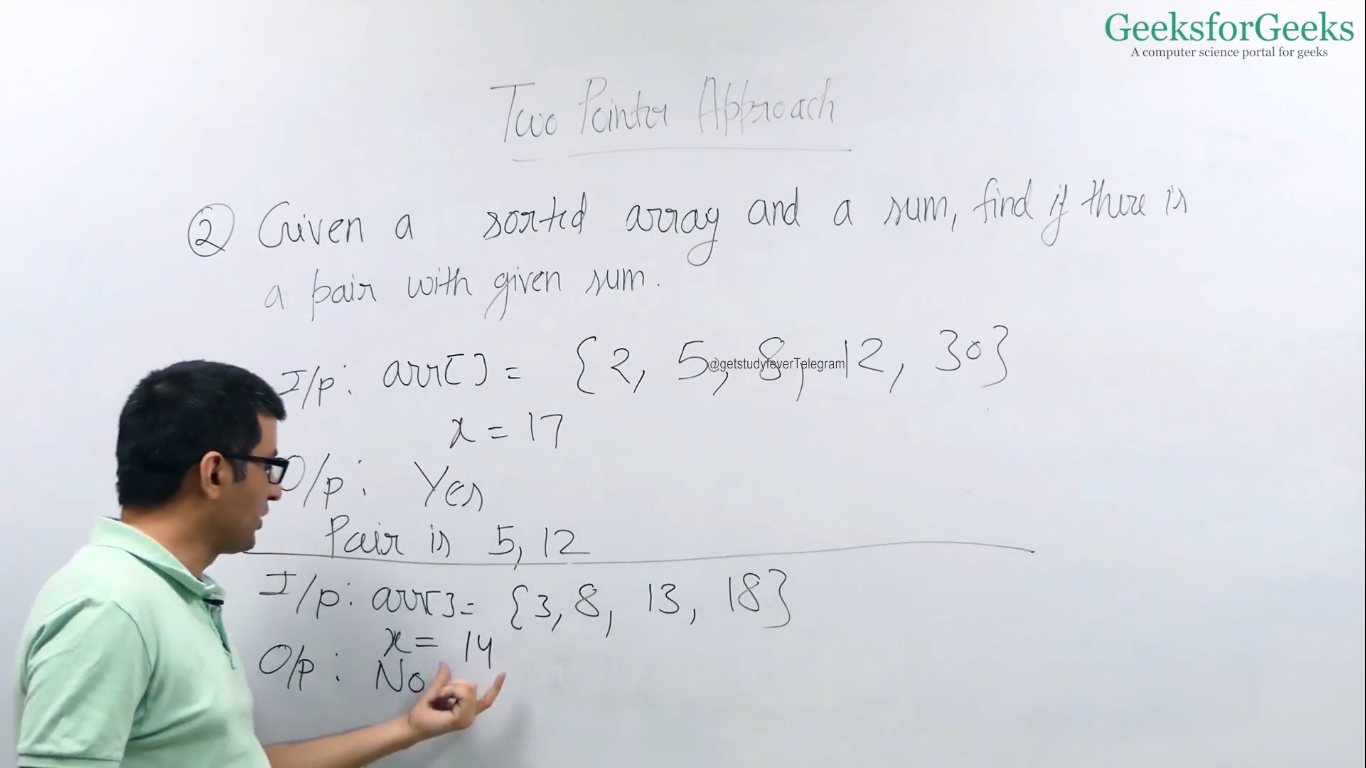 GeeksforGeeks
A computer science portal for geeks
Two Pointer Approach
② Given a sorted array and a sum, find if there is
a pair with given sum.
I/p: arr[] = {2, 5, 8, 12, 30}
@getstudyfeverTelegram
x = 17
O/p: Yes
Pair is 5, 12
I/p: arr[]= {3, 8, 13, 18}
x = 14
O/p: No